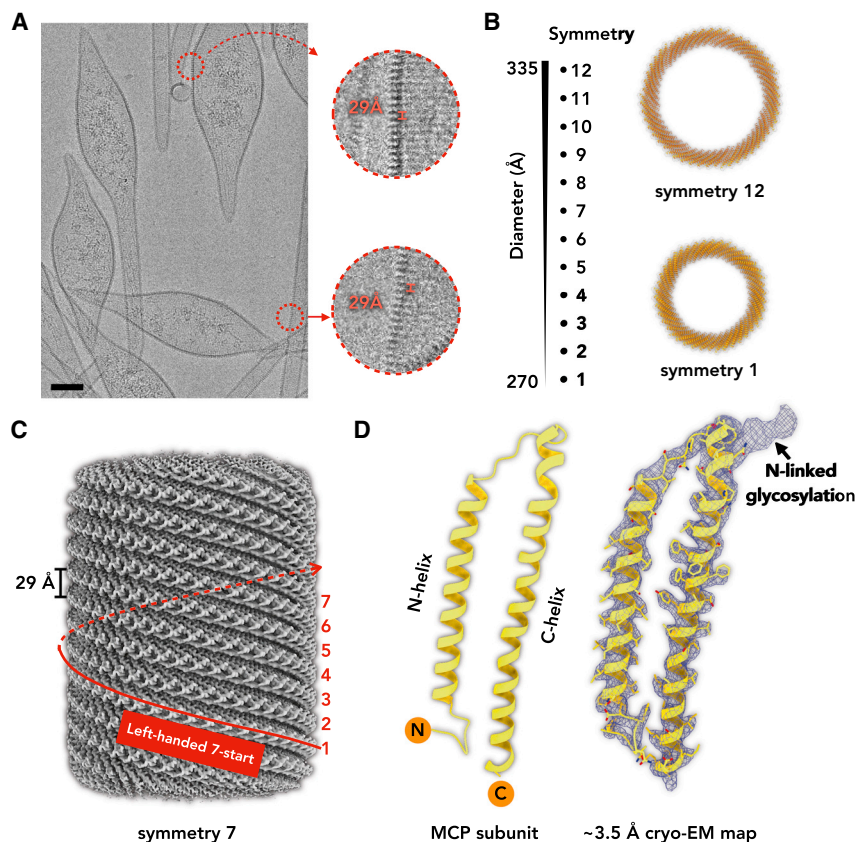 A
29Å
29Å
B
Symmetry
335
12
11
10
9
8
7
6
5
4
3
2
1
270
Diameter (Å)
symmetry 12
symmetry 1
C
29 Å
7
6
5
4
3
2
1
Left-handed 7-start
symmetry 7
D
N-helix
C-helix
N
C
MCP subunit
N-linked
glycosylation
~3.5 Å cryo-EM map